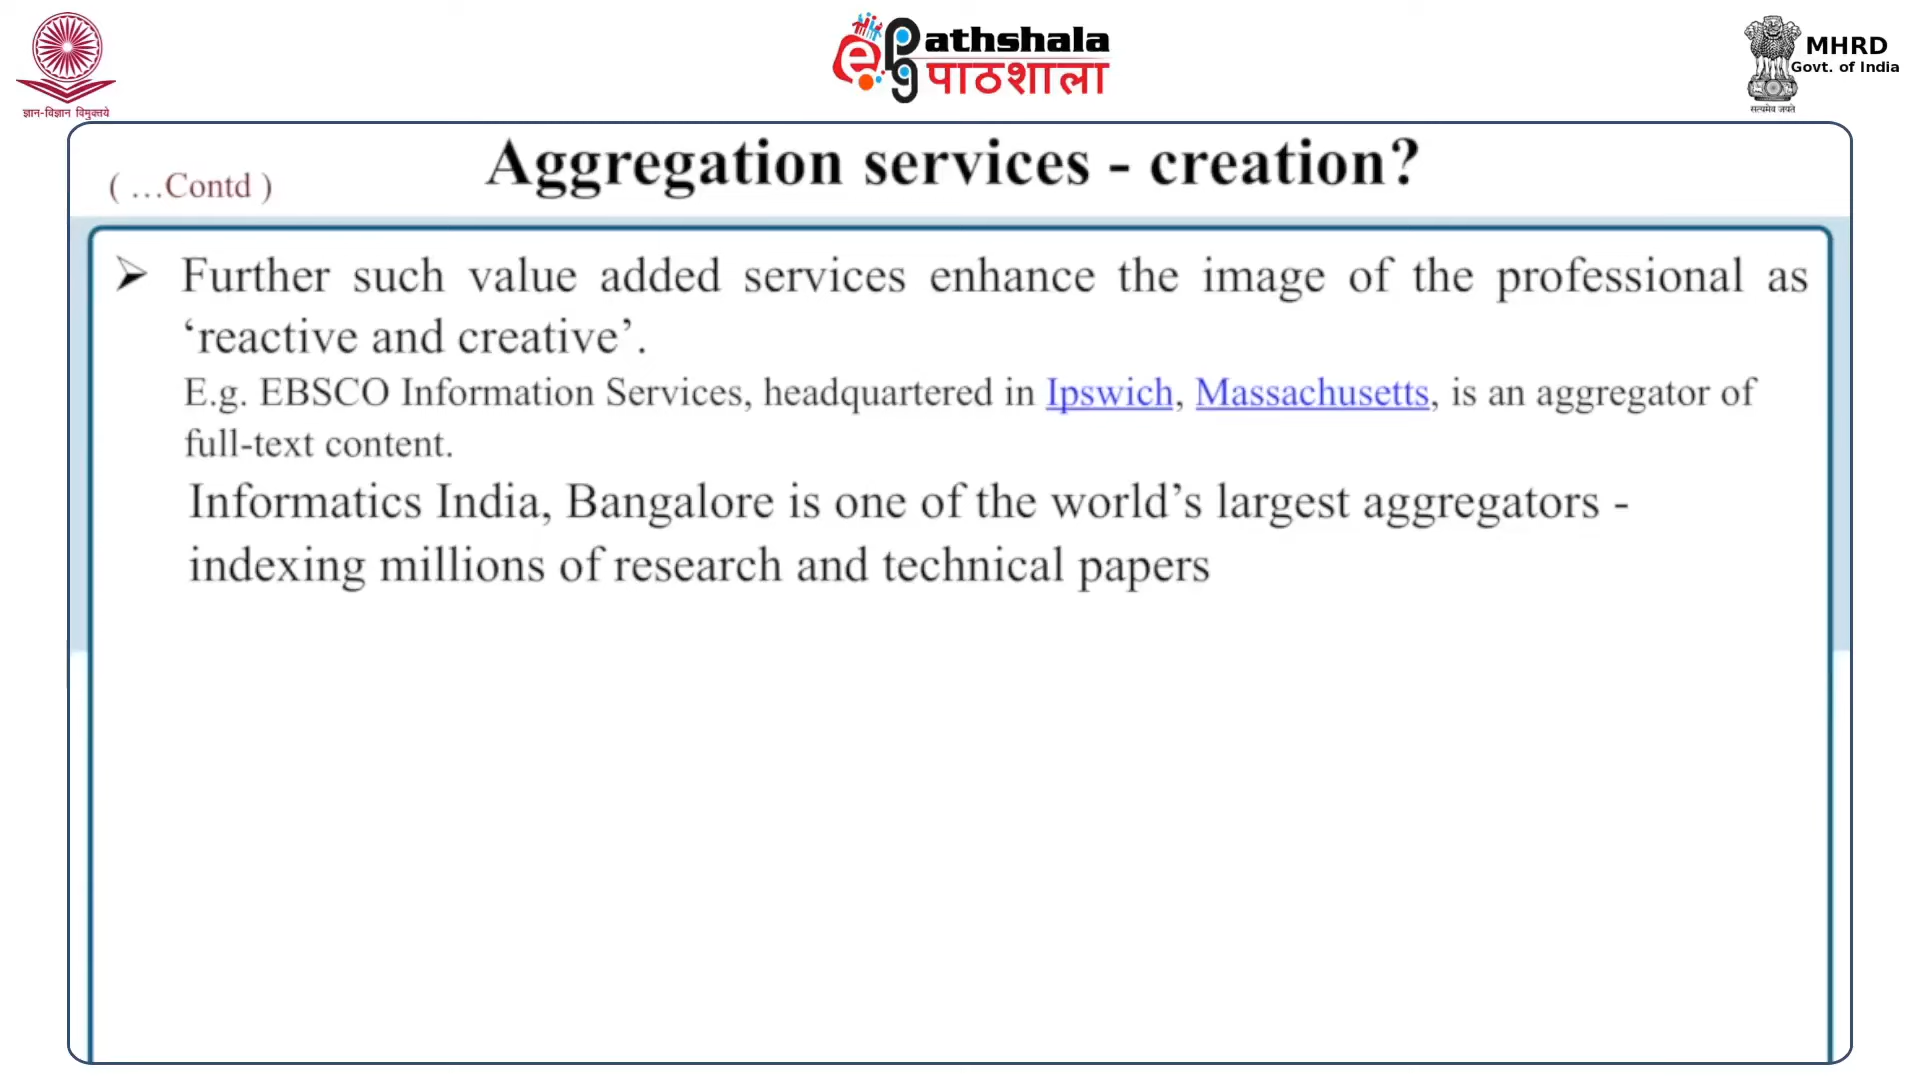 ज्ञान-विज्ञान विमुक्तये
ePathshala
पाठशाला
MHRD
Govt. of India
सत्यमेव जयते
( …Contd )
Aggregation services - creation?
➢ Further such value added services enhance the image of the professional as
‘reactive and creative’.
E.g. EBSCO Information Services, headquartered in Ipswich, Massachusetts, is an aggregator of
full-text content.
Informatics India, Bangalore is one of the world’s largest aggregators -
indexing millions of research and technical papers